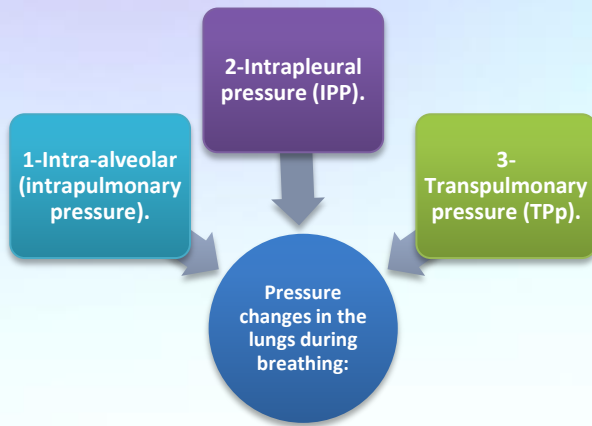 1-Intra-alveolar
(intrapulmonary
pressure).
2-Intrapleural
pressure (IPP).
3-
Transpulmonary
pressure (TPp).
Pressure
changes in the
lungs during
breathing: